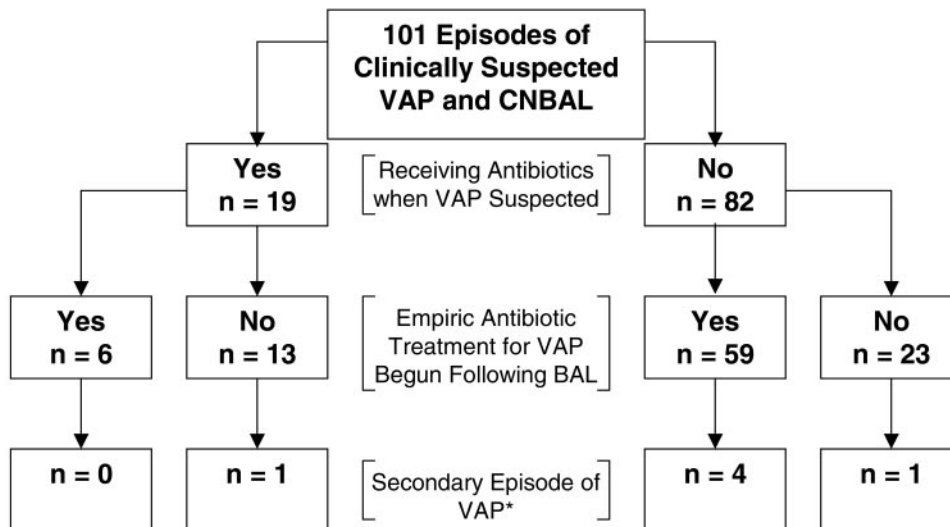 101 Episodes of
Clinically Suspected
VAP and CNBAL
Yes
n = 19
Receiving Antibiotics
when VAP Suspected
No
n = 82
Yes
n = 6
No
n = 13
Empiric Antibiotic
Treatment for VAP
Begun Following BAL
Yes
n = 59
No
n = 23
n = 0
n = 1
Secondary Episode of
VAP*
n = 4
n = 1